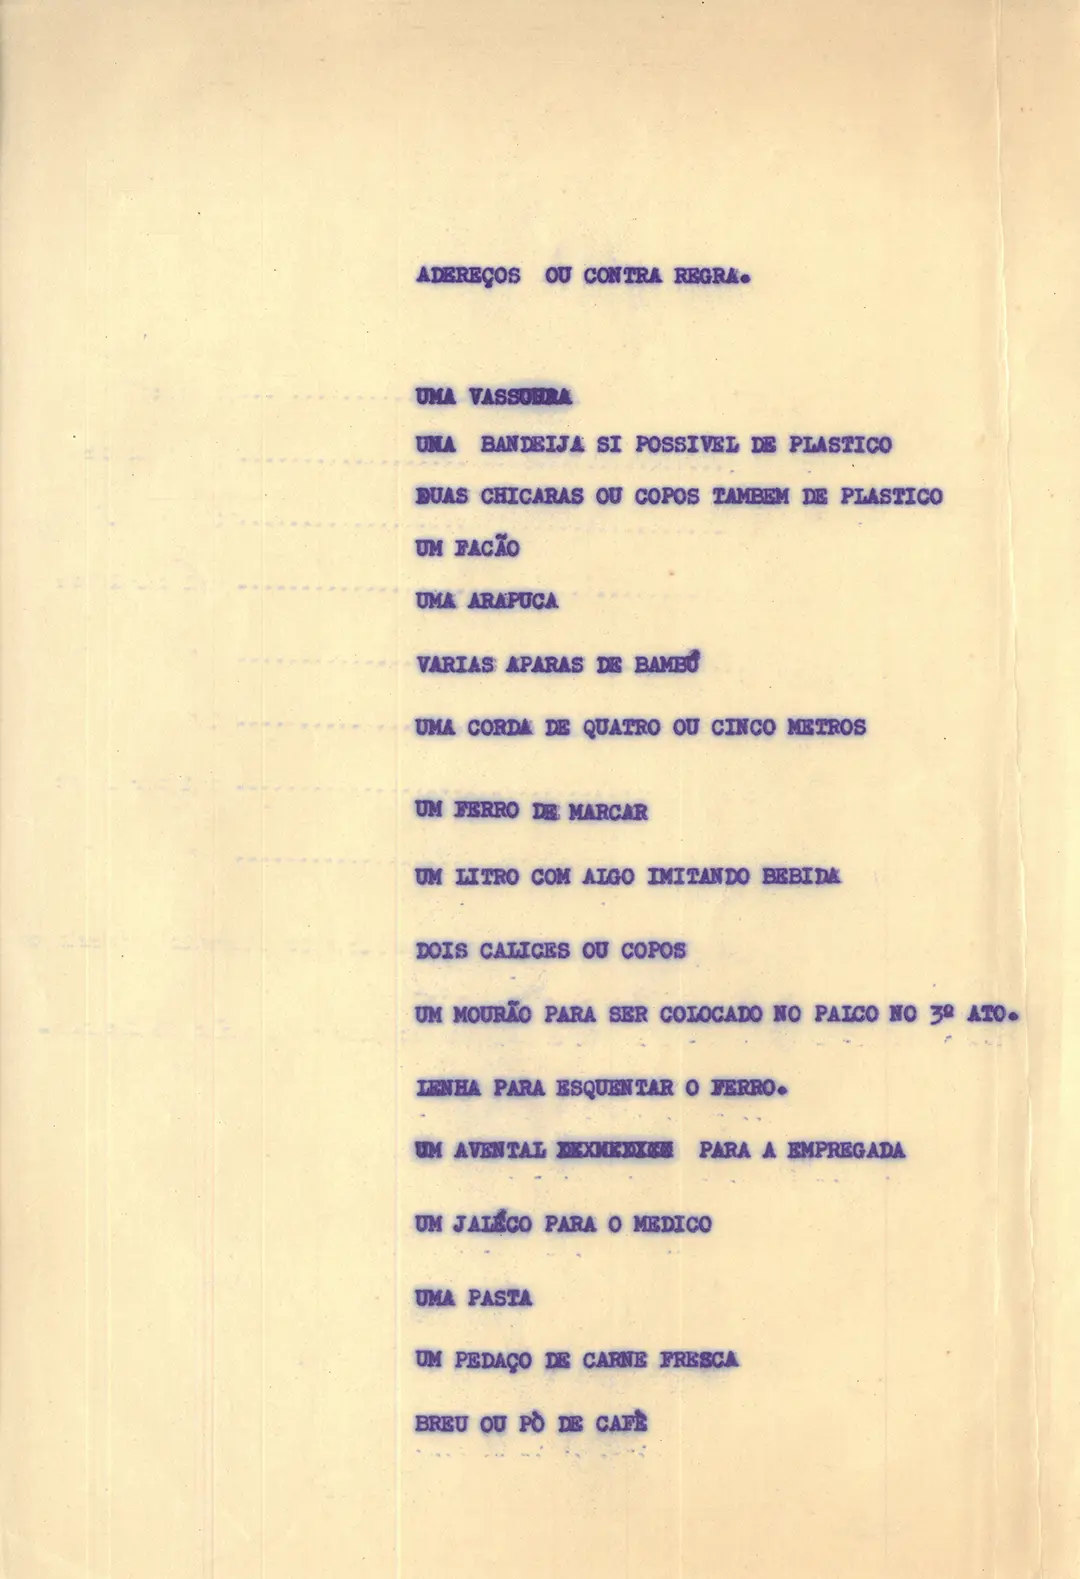 ADEREÇOS OU CONTRA REGRA.
UMA VASSOURA
UMA BANDEIJA SI POSSIVEL DE PLASTICO
DUAS CHICARAS OU COPOS TAMBEM DE PLASTICO
UM FACÃO
UMA ARAPUCA
VARIAS APARAS DE BAMBÚ
UMA CORDA DE QUATRO OU CINCO METROS
UM FERRO DE MARCAR
UM LITRO COM ALGO IMITANDO BEBIDA
DOIS CALICES OU COPOS
UM MOURÃO PARA SER COLOCADO NO PALCO NO 3º ATO.
LENHA PARA ESQUENTAR O FERRO.
UM AVENTAL PARA A EMPREGADA
UM JALÉCO PARA O MEDICO
UMA PASTA
UM PEDAÇO DE CARNE FRESCA
BREU OU PÒ DE CAFÈ